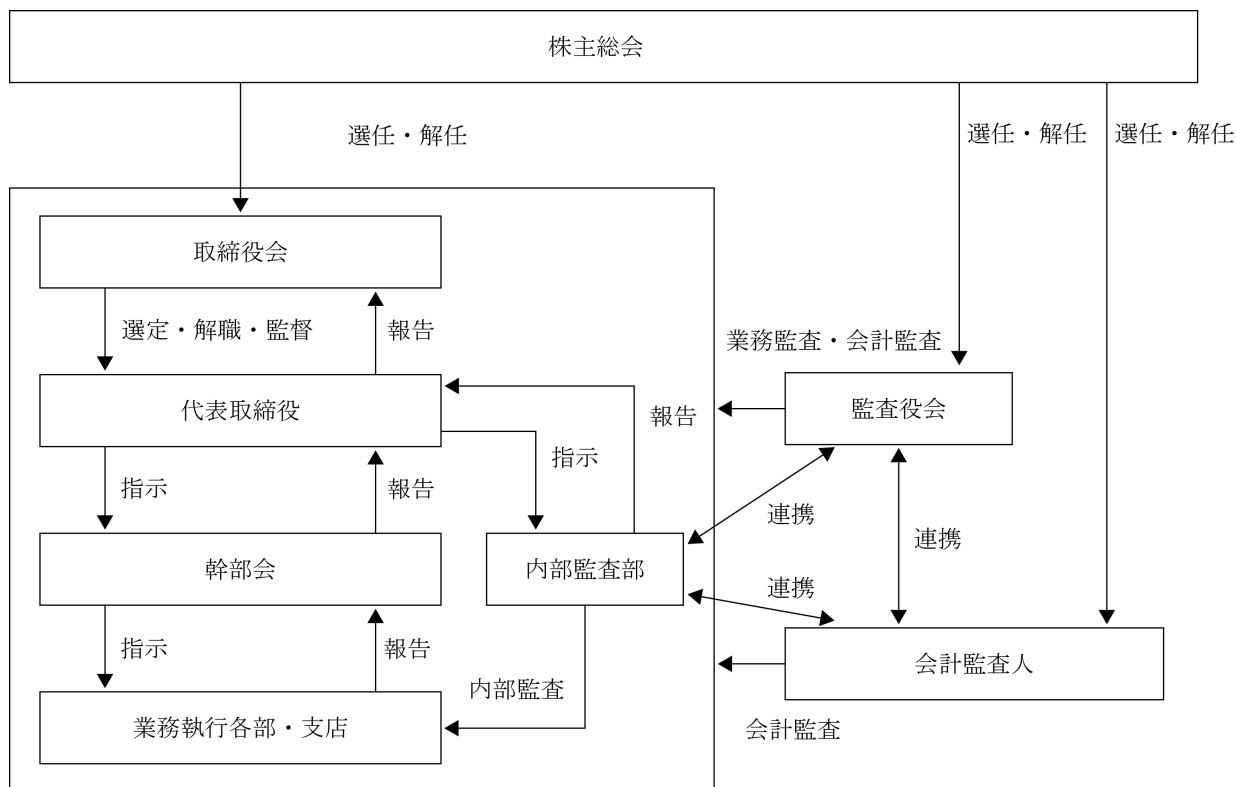 株主総会
選任・解任
選任・解任
選任・解任
取締役会
選定・解職・監督
報告
業務監査・会計監査
代表取締役
監査役会
報告
指示
指示
報告
連携
連携
幹部会
内部監査部
連携
指示
報告
会計監査人
内部監査
業務執行各部・支店
会計監査